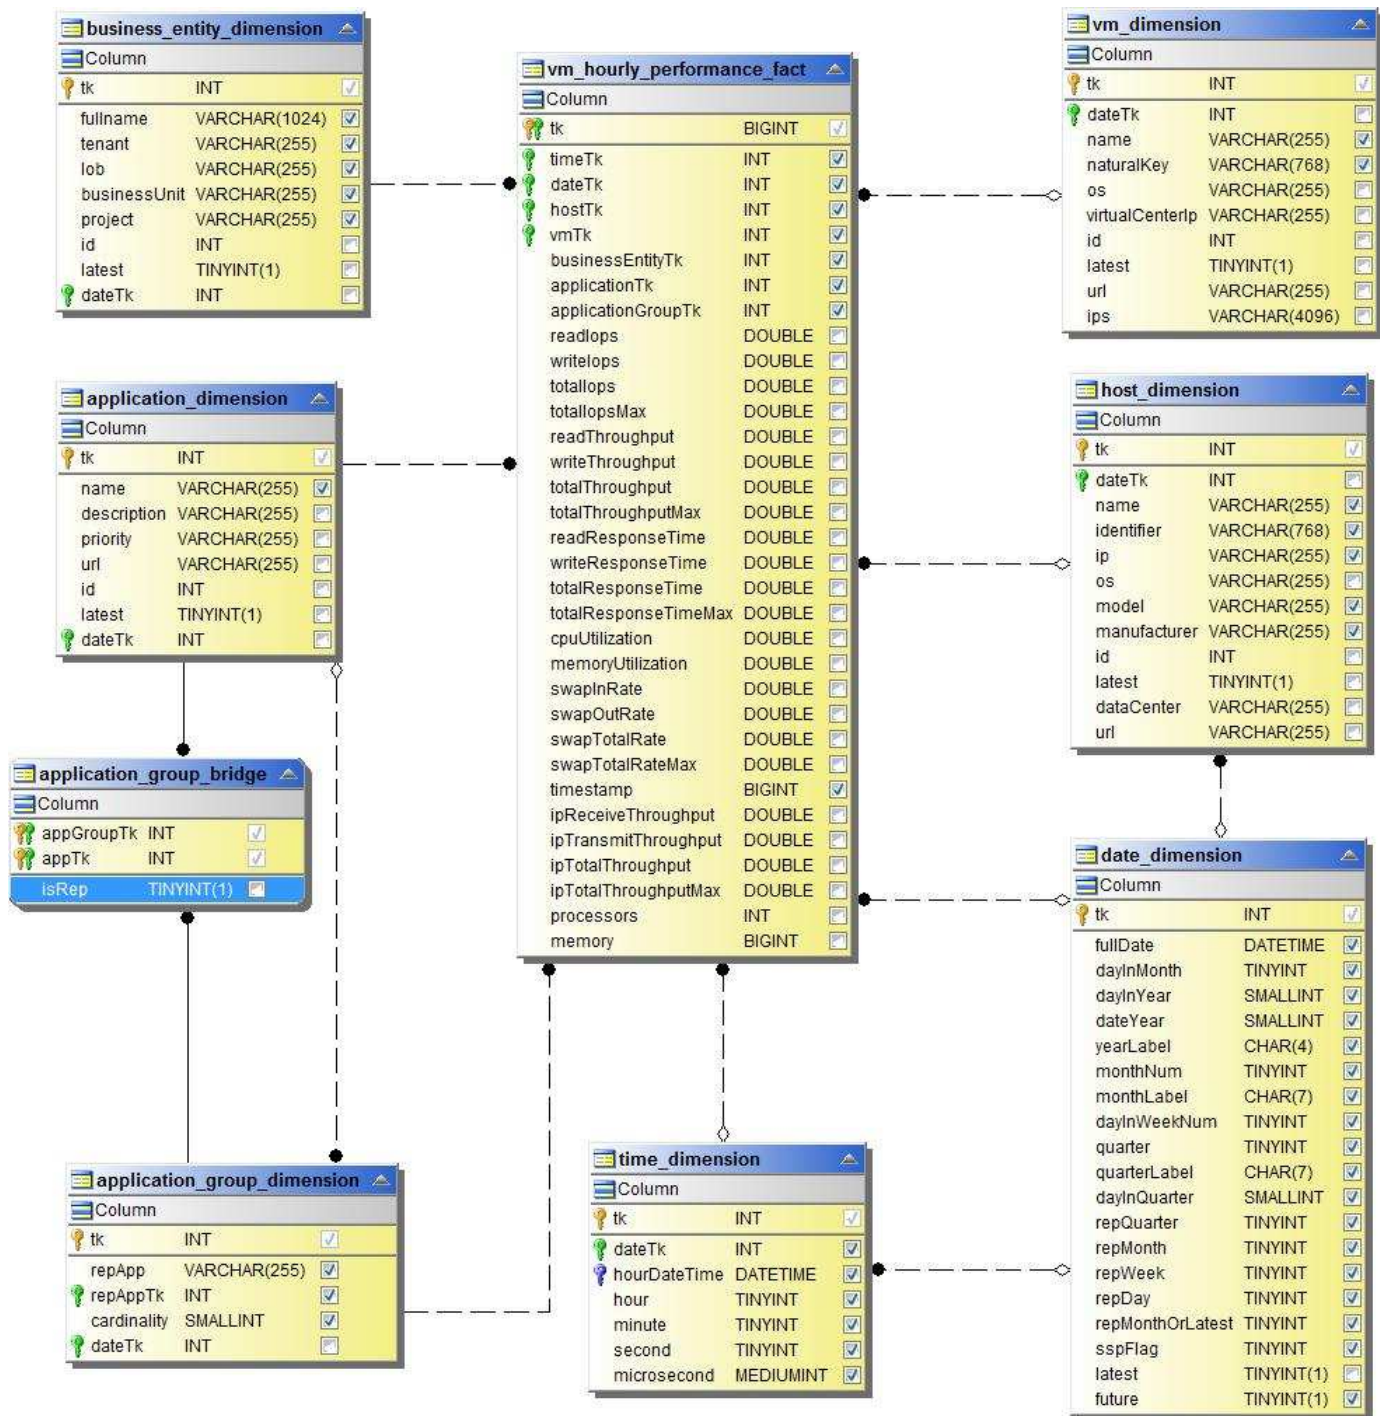 business_entity_dimension
Column
tk INT
fullname VARCHAR(1024)
tenant VARCHAR(255)
lob VARCHAR(255)
businessUnit VARCHAR(255)
project VARCHAR(255)
id INT
latest TINYINT(1)
dateTk INT
application_dimension
Column
tk INT
name VARCHAR(255)
description VARCHAR(255)
priority VARCHAR(255)
url VARCHAR(255)
id INT
latest TINYINT(1)
dateTk INT
application_group_bridge
Column
appGroupTk INT
appTk INT
isRep TINYINT(1)
application_group_dimension
Column
tk INT
repApp VARCHAR(255)
repAppTk INT
cardinality SMALLINT
dateTk INT
vm_hourly_performance_fact
Column
tk BIGINT
timeTk INT
dateTk INT
hostTk INT
vmTk INT
businessEntityTk INT
applicationTk INT
applicationGroupTk INT
readIops DOUBLE
writeIops DOUBLE
totalIops DOUBLE
totalIopsMax DOUBLE
readThroughput DOUBLE
writeThroughput DOUBLE
totalThroughput DOUBLE
totalThroughputMax DOUBLE
readResponseTime DOUBLE
writeResponseTime DOUBLE
totalResponseTime DOUBLE
totalResponseTimeMax DOUBLE
cpuUtilization DOUBLE
memoryUtilization DOUBLE
swapInRate DOUBLE
swapOutRate DOUBLE
swapTotalRate DOUBLE
swapTotalRateMax DOUBLE
timestamp BIGINT
ipReceiveThroughput DOUBLE
ipTransmitThroughput DOUBLE
ipTotalThroughput DOUBLE
ipTotalThroughputMax DOUBLE
processors INT
memory BIGINT
time_dimension
Column
tk INT
dateTk INT
hourDateTime DATETIME
hour TINYINT
minute TINYINT
second TINYINT
microsecond MEDIUMINT
vm_dimension
Column
tk INT
dateTk INT
name VARCHAR(255)
naturalKey VARCHAR(768)
os VARCHAR(255)
virtualCenterIp VARCHAR(255)
id INT
latest TINYINT(1)
url VARCHAR(255)
ips VARCHAR(4096)
host_dimension
Column
tk INT
dateTk INT
name VARCHAR(255)
identifier VARCHAR(768)
ip VARCHAR(255)
os VARCHAR(255)
model VARCHAR(255)
manufacturer VARCHAR(255)
id INT
latest TINYINT(1)
dataCenter VARCHAR(255)
url VARCHAR(255)
date_dimension
Column
tk INT
fullDate DATETIME
dayInMonth TINYINT
dayInYear SMALLINT
dateYear SMALLINT
yearLabel CHAR(4)
monthNum TINYINT
monthLabel CHAR(7)
dayInWeekNum TINYINT
quarter TINYINT
quarterLabel CHAR(7)
dayInQuarter SMALLINT
repQuarter TINYINT
repMonth TINYINT
repWeek TINYINT
repDay TINYINT
repMonthOrLatest TINYINT
sspFlag TINYINT
latest TINYINT(1)
future TINYINT(1)